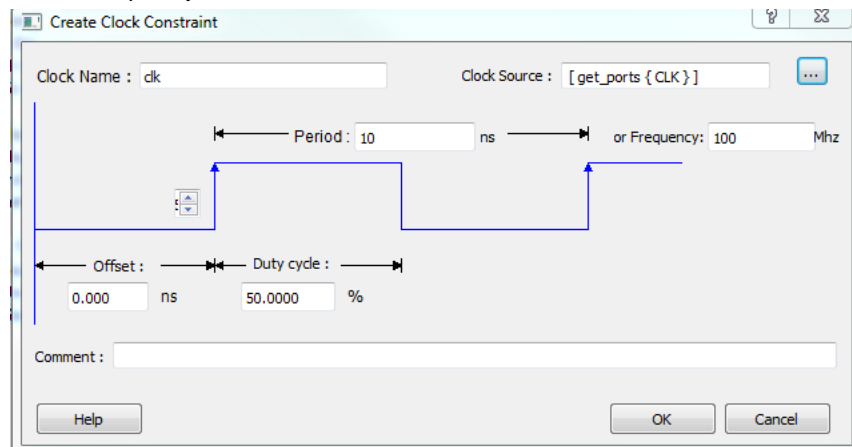 Create Clock Constraint
Clock Name : clk Clock Source : [ get_ports { CLK } ] ...
Period : 10 ns or Frequency: 100 Mhz
Offset : Duty cycle :
0.000 ns 50.0000 %
Comment :
Help OK Cancel